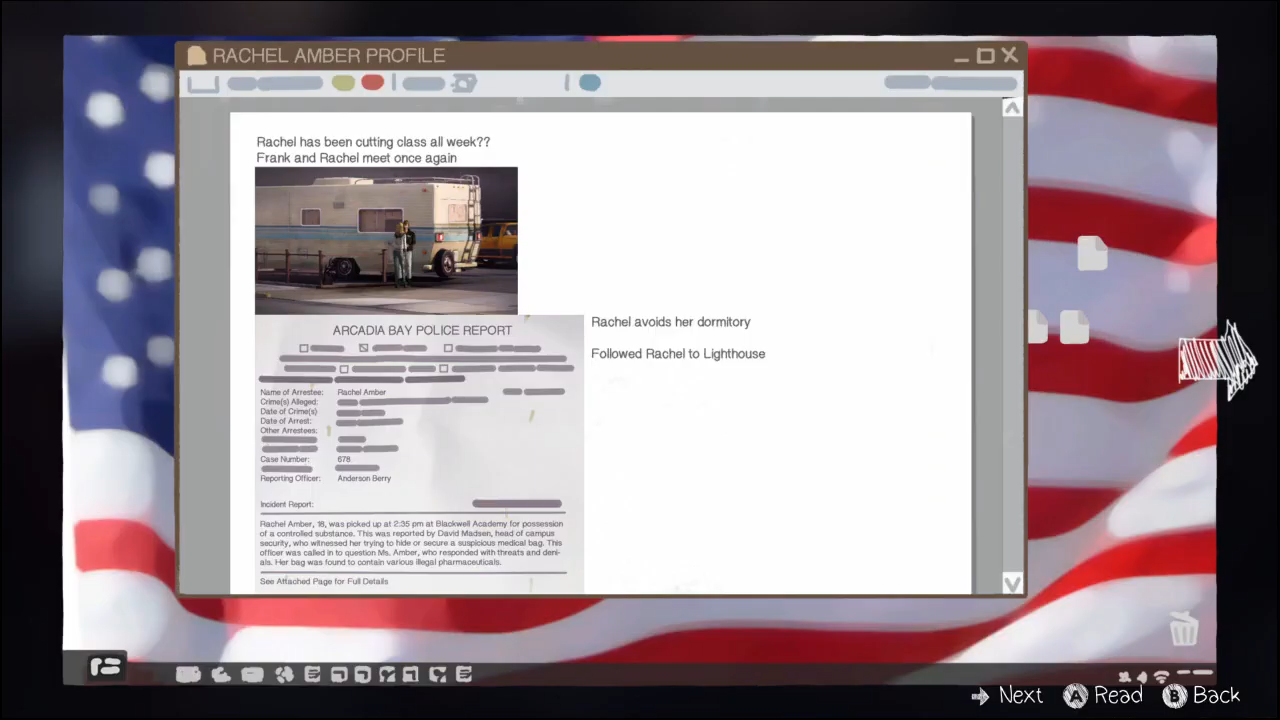 RACHEL AMBER PROFILE
Rachel has been cutting class all week??
Frank and Rachel meet once again
ARCADIA BAY POLICE REPORT
Name of Arrestee: Rachel Amber
Crime(s) Alleged:
Date of Crime(s)
Date of Arrest:
Other Arrestees:
Case Number: 678
Reporting Officer: Anderson Berry
Incident Report:
Rachel Amber, 18, was picked up at 2:35 pm at Blackwell Academy for possession
of a controlled substance. This was reported by David Madsen, head of campus
security, who witnessed her trying to hide or secure a suspicious medical bag. This
officer was called in to question Ms. Amber, who responded with threats and deni-
als. Her bag was found to contain various illegal pharmaceuticals.
See Attached Page for Full Details
Rachel avoids her dormitory
Followed Rachel to Lighthouse
Next A Read B Back